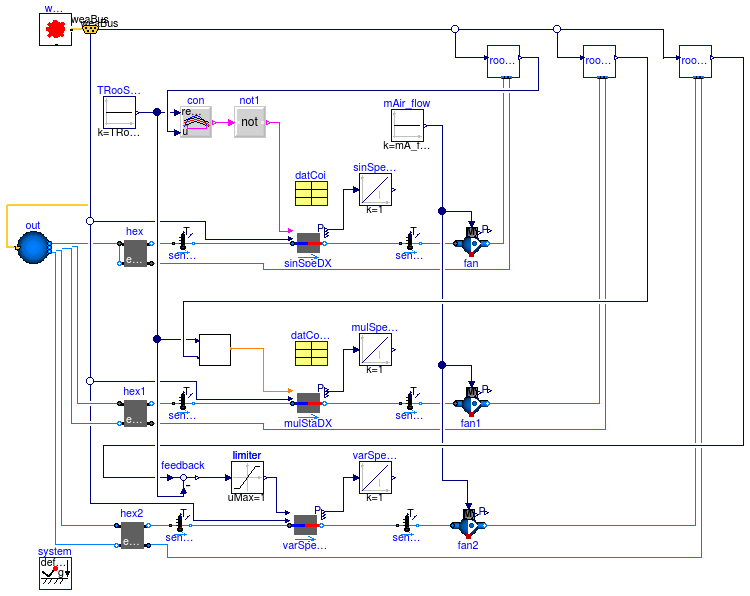 w...
weaBus
weaBus
roo...
roo...
roo...
TRooS...
k=TRo...
con
re...
u
not1
not
mAir_flow
k=mA_f...
datCoi
sinSpe...
k=1
out
hex
e...
T
sen...
P
sinSpeDX
T
sen...
M
P
fan
datCo...
mulSpe...
k=1
hex1
e...
T
sen...
P
mulStaDX
T
sen...
M
P
fan1
feedback
-
limiter
uMax=1
varSpe...
k=1
hex2
e...
T
sen...
P
varSpe...
T
sen...
M
P
fan2
system
def...
g